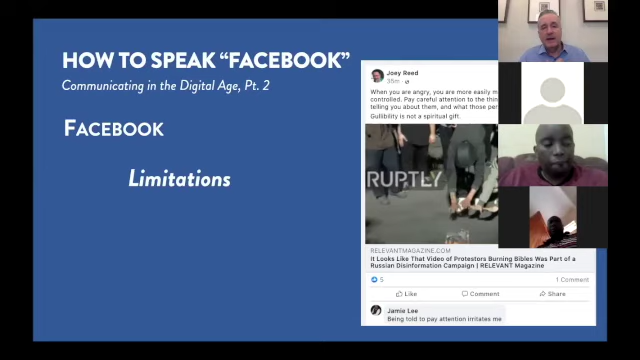 HOW TO SPEAK “FACEBOOK”
Communicating in the Digital Age, Pt. 2
FACEBOOK
Limitations
Joey Reed
38m
When you are angry, you are more easily m
controlled. Pay careful attention to the thin
telling you about them, and what those per
Gullibility is not a spiritual gift.
RUPTLY
RELEVANTMAGAZINE.COM
It Looks Like That Video of Protestors Burning Bibles Was Part of a
Russian Disinformation Campaign | RELEVANT Magazine
5
1 Comment
Like Comment Share
Jamie Lee
Being told to pay attention irritates me